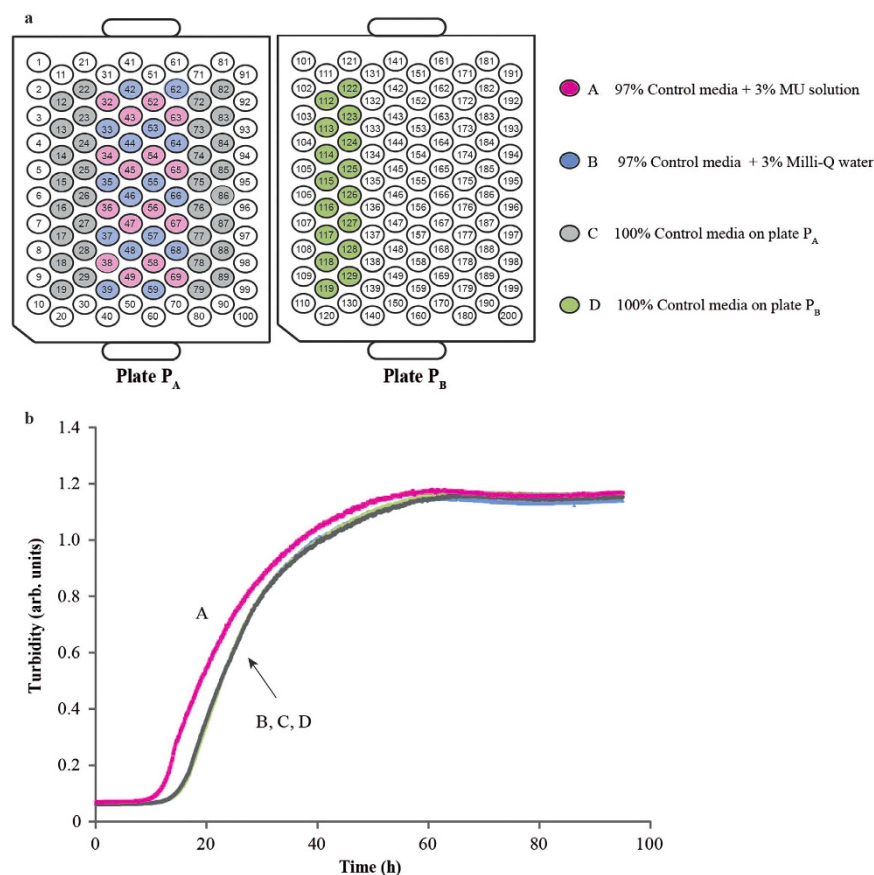 a
1 21 41 61 81
11 31 51 71 91
2 22 42 62 82
12 32 52 72 92
3 23 43 63 83
13 33 53 73 93
4 24 44 64 84
14 34 54 74 94
5 25 45 65 85
15 35 55 75 95
6 26 46 66 86
16 36 56 76 96
7 27 47 67 87
17 37 57 77 97
8 28 48 68 88
18 38 58 78 98
9 29 49 69 89
19 39 59 79 99
10 30 50 70 90
20 40 60 80 100
Plate PA
101 121 141 161 181
111 131 151 171 191
102 122 142 162 182
112 132 152 172 192
103 123 143 163 183
113 133 153 173 193
104 124 144 164 184
114 134 154 174 194
105 125 145 165 185
115 135 155 175 195
106 126 146 166 186
116 136 156 176 196
107 127 147 167 187
117 137 157 177 197
108 128 148 168 188
118 138 158 178 198
109 129 149 169 189
119 139 159 179 199
110 130 150 170 190
120 140 160 180 200
Plate PB
A 97% Control media + 3% MU solution
B 97% Control media + 3% Milli-Q water
C 100% Control media on plate PA
D 100% Control media on plate PB
b
Turbidity (arb. units)
1.4
1.2
1.0
0.8
0.6
0.4
0.2
0
A
B, C, D
0 20 40 60 80 100
Time (h)